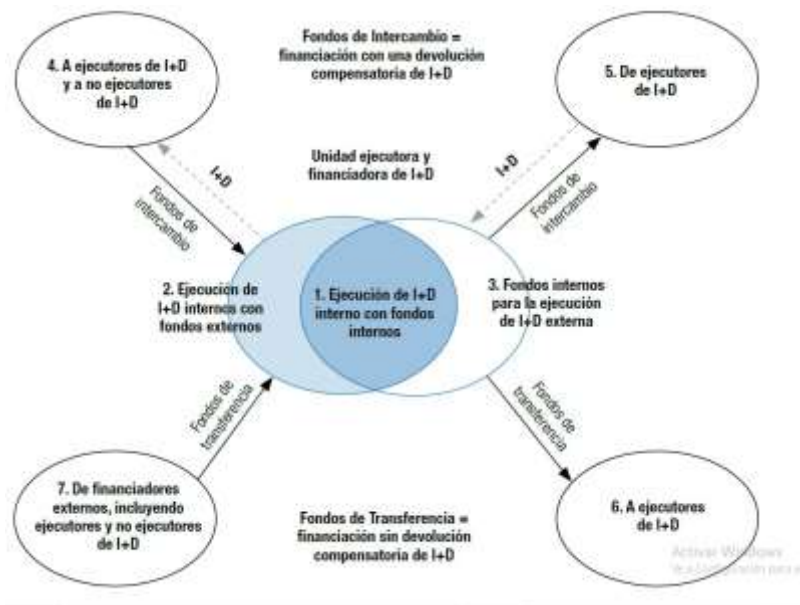 4. A ejecutores de I+D
y a no ejecutores
de I+D
Fondos de Intercambio =
financiación con una devolución
compensatoria de I+D
5. De ejecutores
de I+D
Unidad ejecutora y
financiadora de I+D
I+D
Fondos de
intercambio
I+D
Fondos de
intercambio
2. Ejecución de
I+D internos con
fondos externos
1. Ejecución de I+D
interno con fondos
internos
3. Fondos internos
para la ejecución
de I+D externa
Fondos de
transferencia
Fondos de
transferencia
7. De financiadores
externos, incluyendo
ejecutores y no ejecutores
de I+D
Fondos de Transferencia =
financiación sin devolución
compensatoria de I+D
6. A ejecutores
de I+D
Activar Windows